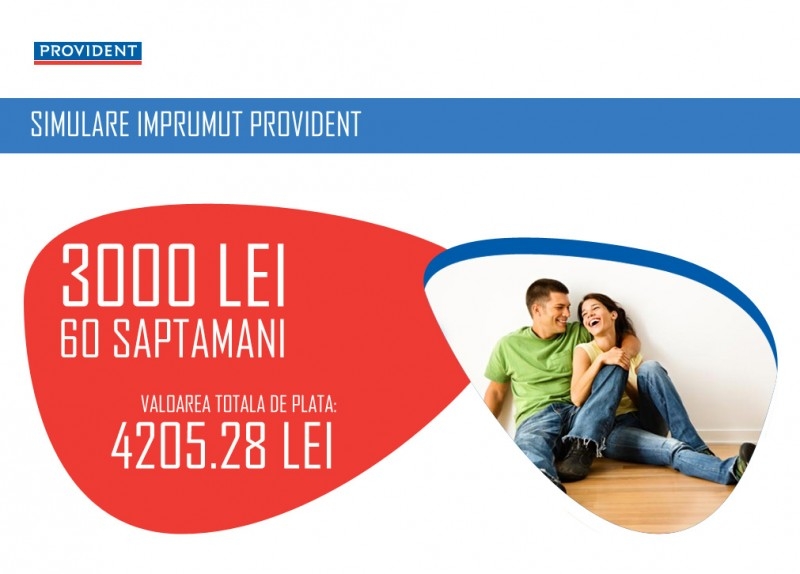 PROVIDENT
SIMULARE IMPRUMUT PROVIDENT
3000 LEI
60 SAPTAMANI
VALOAREA TOTALA DE PLATA:
4205.28 LEI